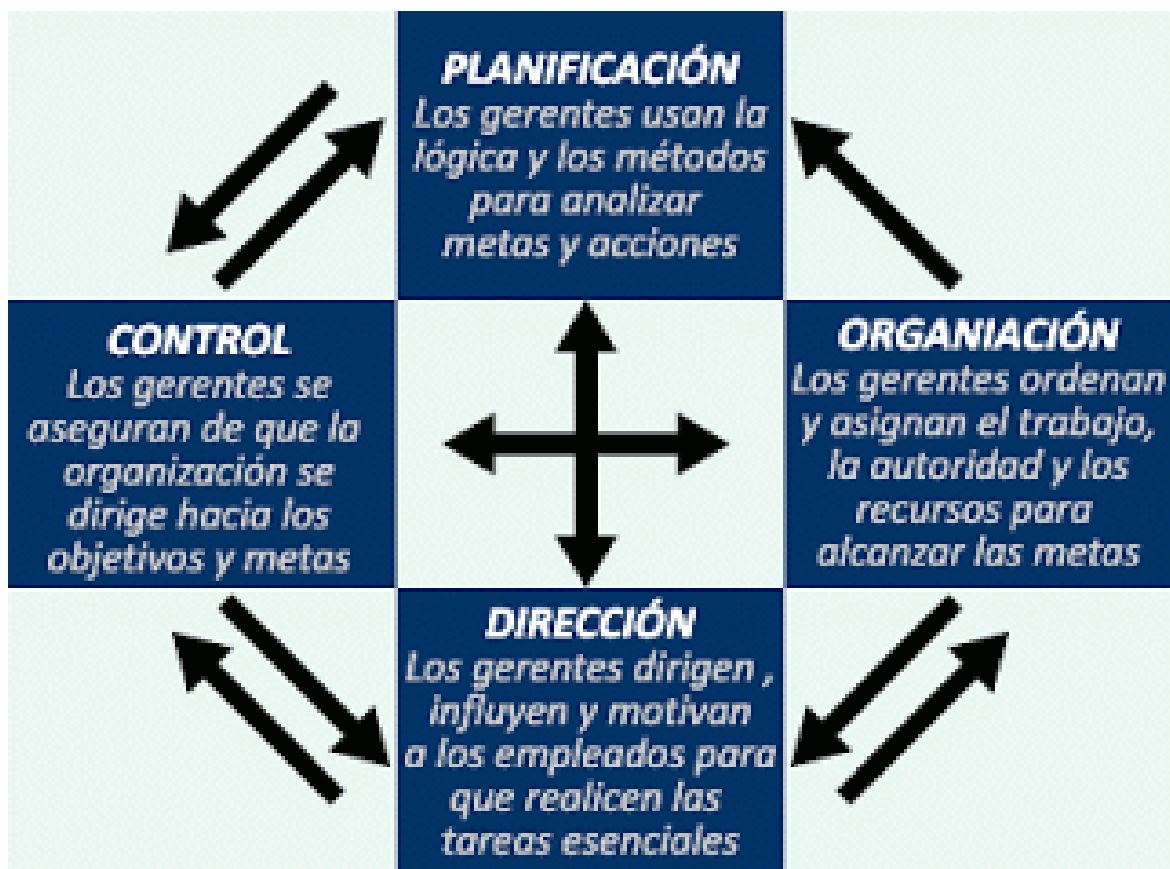 PLANIFICACIÓN
Los gerentes usan la
lógica y los métodos
para analizar
metas y acciones
CONTROL
Los gerentes se
aseguran de que la
organización se
dirige hacia los
objetivos y metas
ORGANIACIÓN
Los gerentes ordenan
y asignan el trabajo,
la autoridad y los
recursos para
alcanzar las metas
DIRECCIÓN
Los gerentes dirigen ,
influyen y motivan
a los empleados para
que realicen las
tareas esenciales